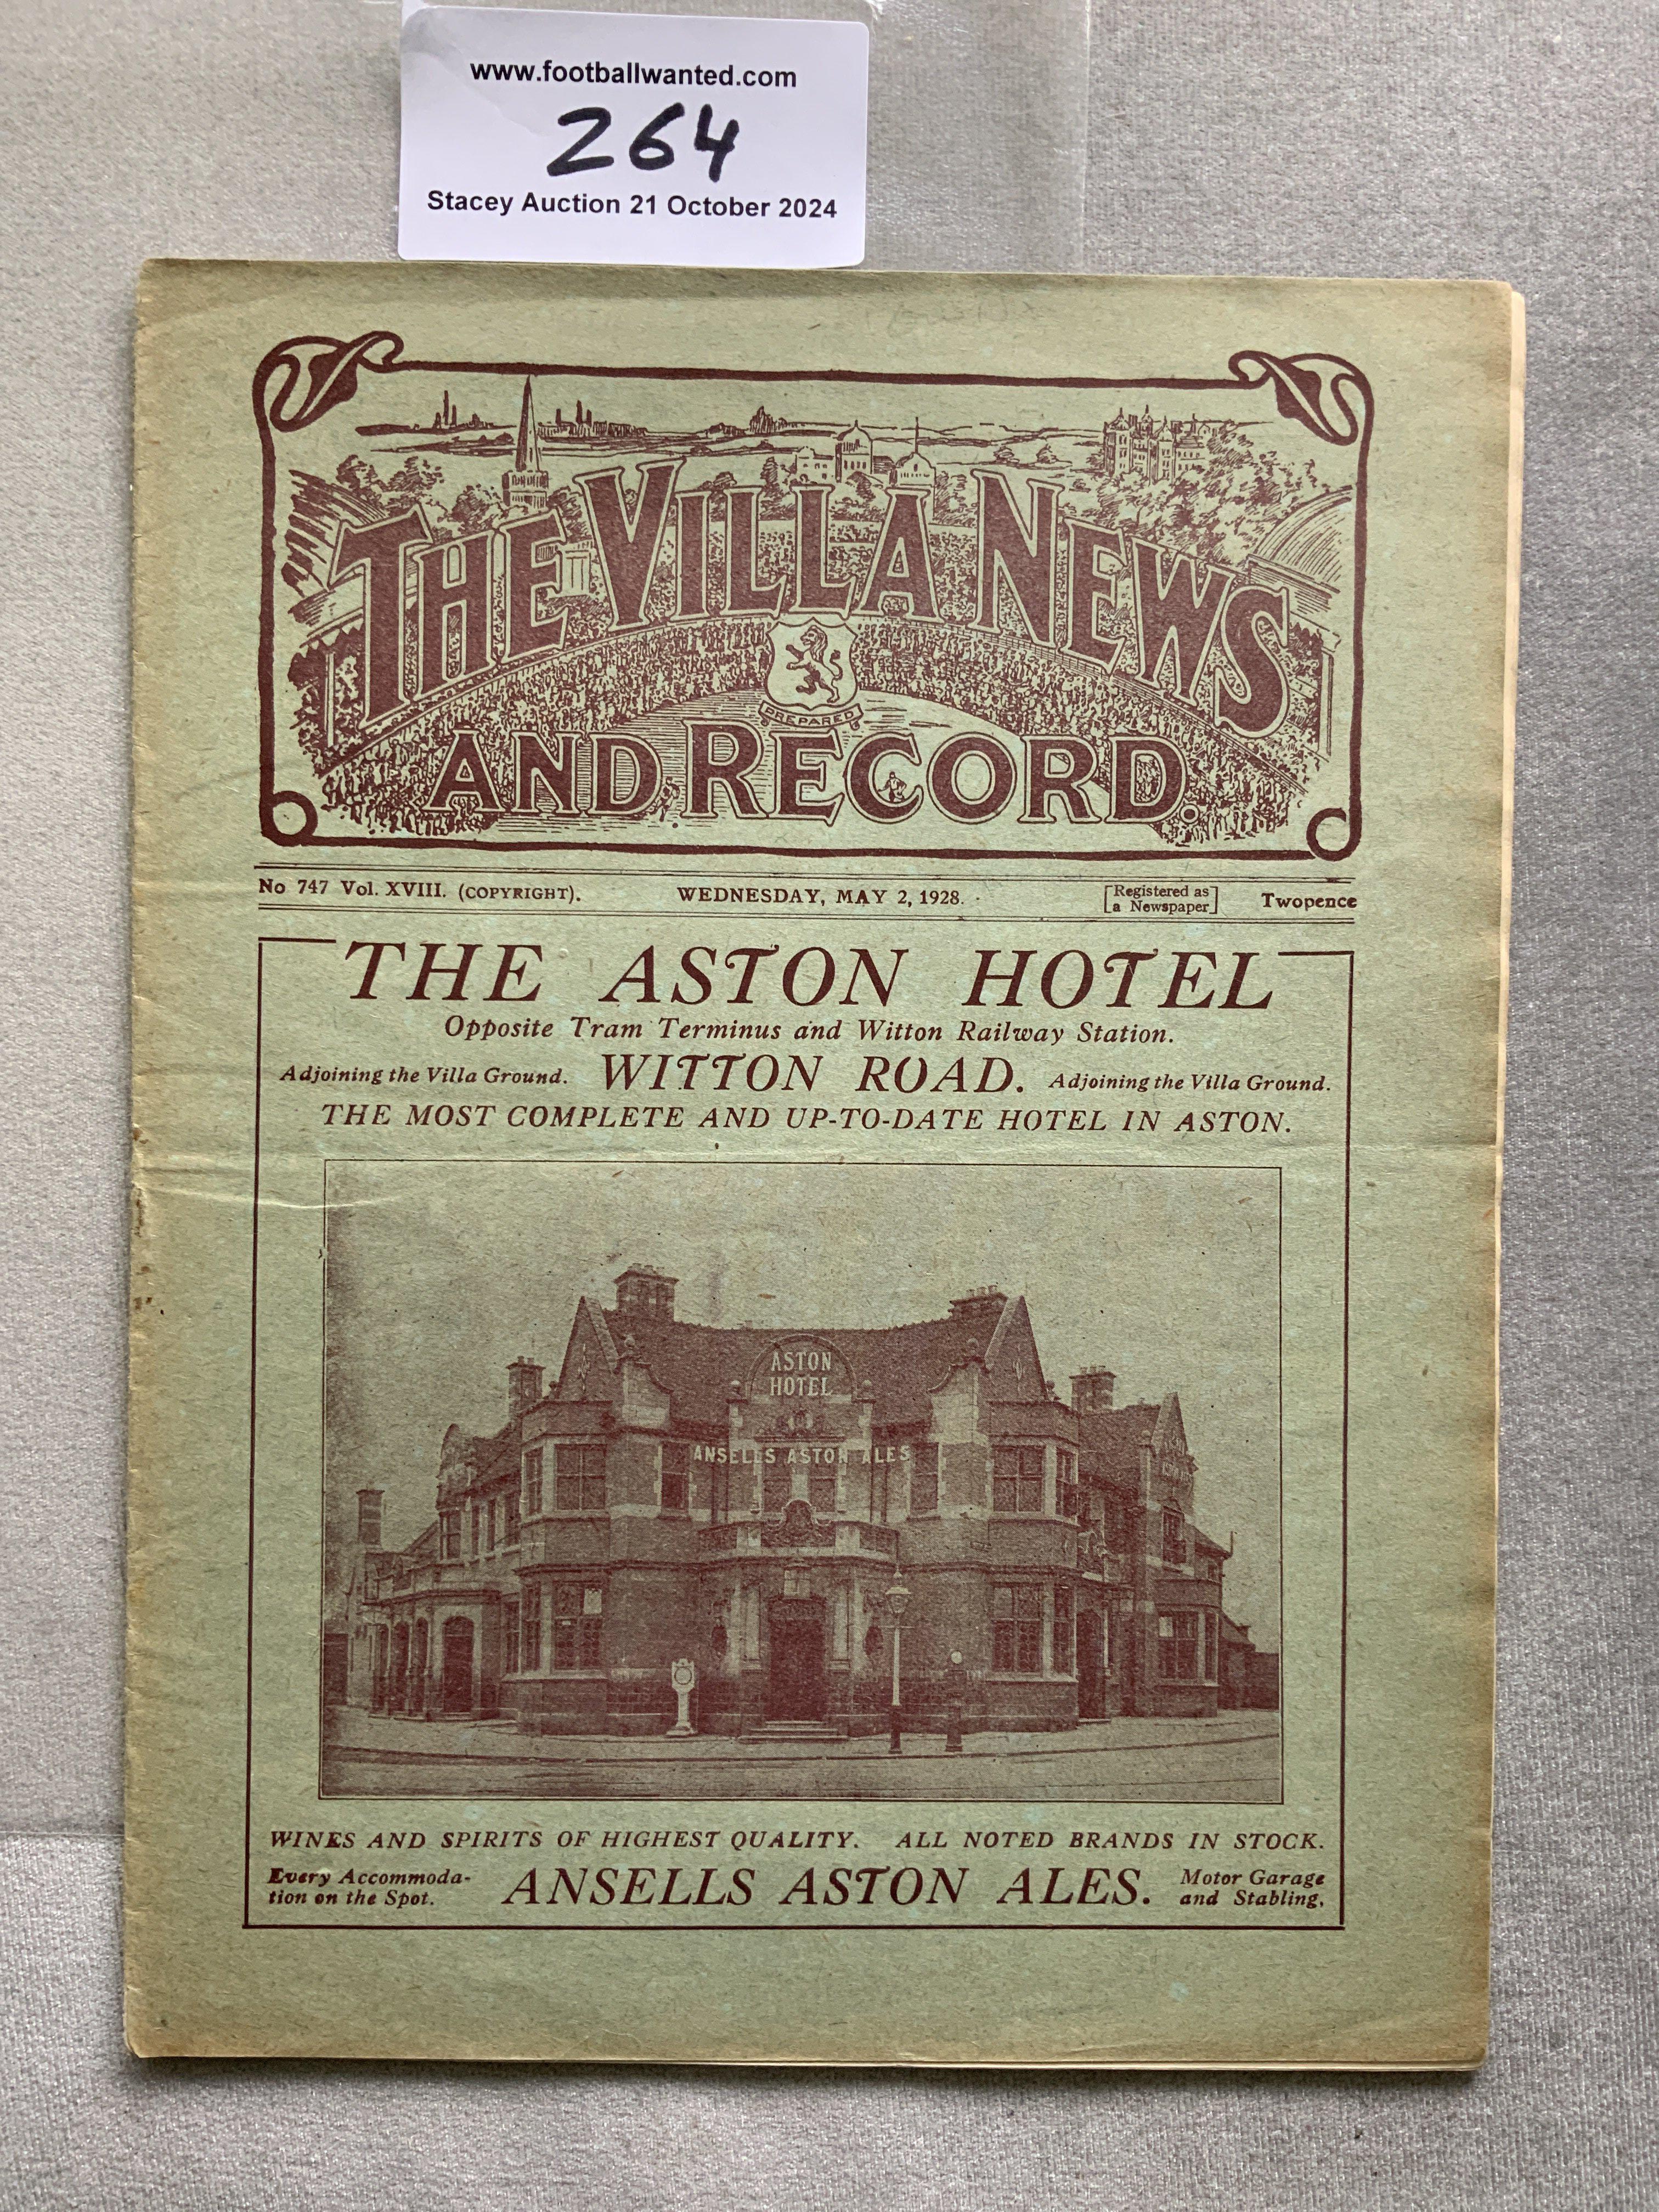 www.footballwanted.com
264
Stacey Auction 21 October 2024
THE VILLA NEWS
PREPARED
AND RECORD.
No 747 Vol. XVIII. (COPYRIGHT). WEDNESDAY, MAY 2, 1928. [Registered as a Newspaper] Twopence
THE ASTON HOTEL
Opposite Tram Terminus and Witton Railway Station.
Adjoining the Villa Ground. WITTON ROAD. Adjoining the Villa Ground.
THE MOST COMPLETE AND UP-TO-DATE HOTEL IN ASTON.
ASTON
HOTEL
ANSELLS ASTON ALES
WINES AND SPIRITS OF HIGHEST QUALITY. ALL NOTED BRANDS IN STOCK.
Every Accommoda-
tion on the Spot.
ANSELLS ASTON ALES.
Motor Garage
and Stabling.